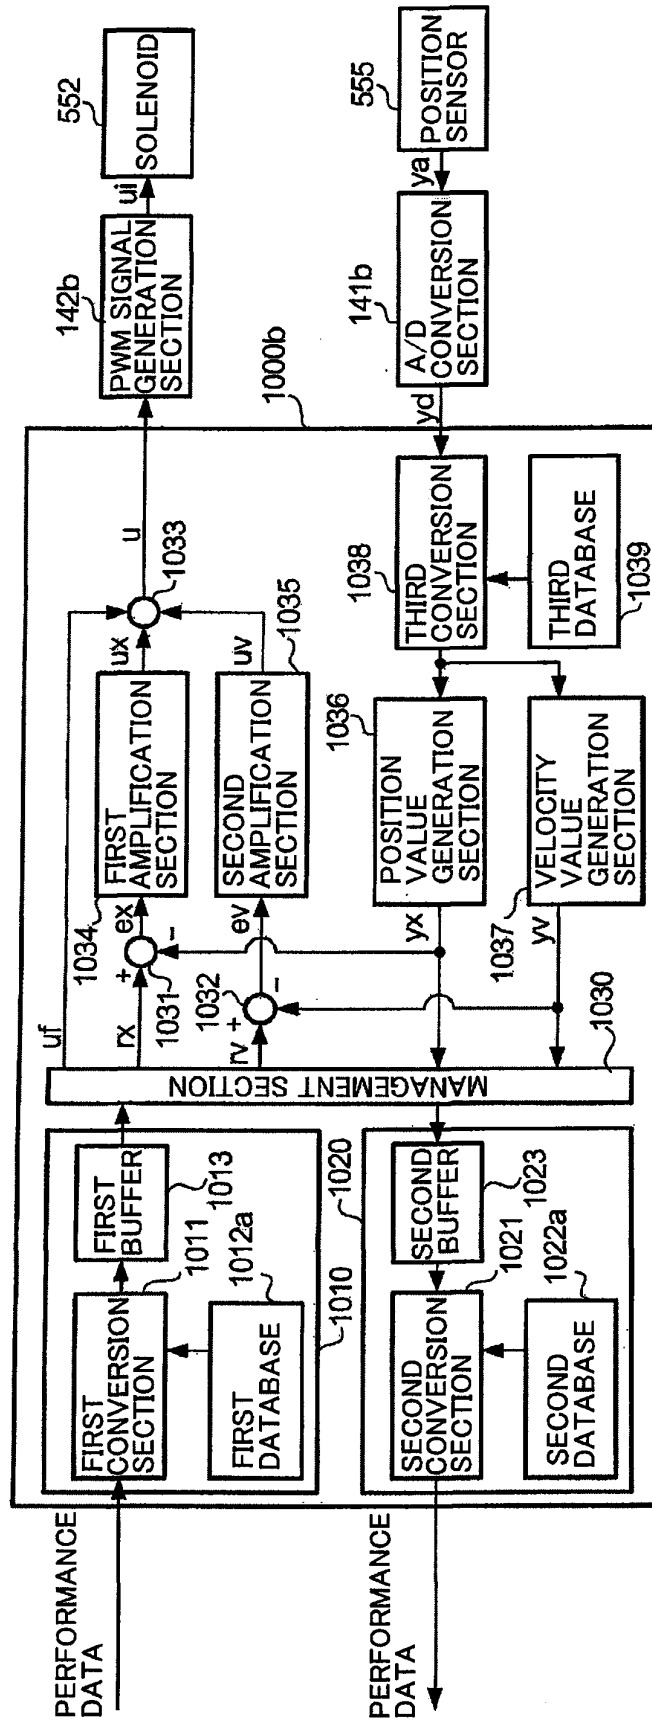 PERFORMANCE
DATA
FIRST
CONVERSION
SECTION
1011
FIRST
BUFFER
1013
FIRST
DATABASE
1012a
1010
PERFORMANCE
DATA
SECOND
CONVERSION
SECTION
1021
SECOND
BUFFER
1023
SECOND
DATABASE
1022a
1020
MANAGEMENT SECTION
1030
uf
rx
+
-
1031
ex
1034
FIRST
AMPLIFICATION
SECTION
ux
rv
+
-
1032
ev
SECOND
AMPLIFICATION
SECTION
1035
uv
1033
u
yx
POSITION
VALUE
GENERATION
SECTION
1036
yv
1037
VELOCITY
VALUE
GENERATION
SECTION
THIRD
CONVERSION
SECTION
1038
THIRD
DATABASE
1039
1000b
142b
PWM SIGNAL
GENERATION
SECTION
ui
552
SOLENOID
yd
141b
A/D
CONVERSION
SECTION
ya
555
POSITION
SENSOR